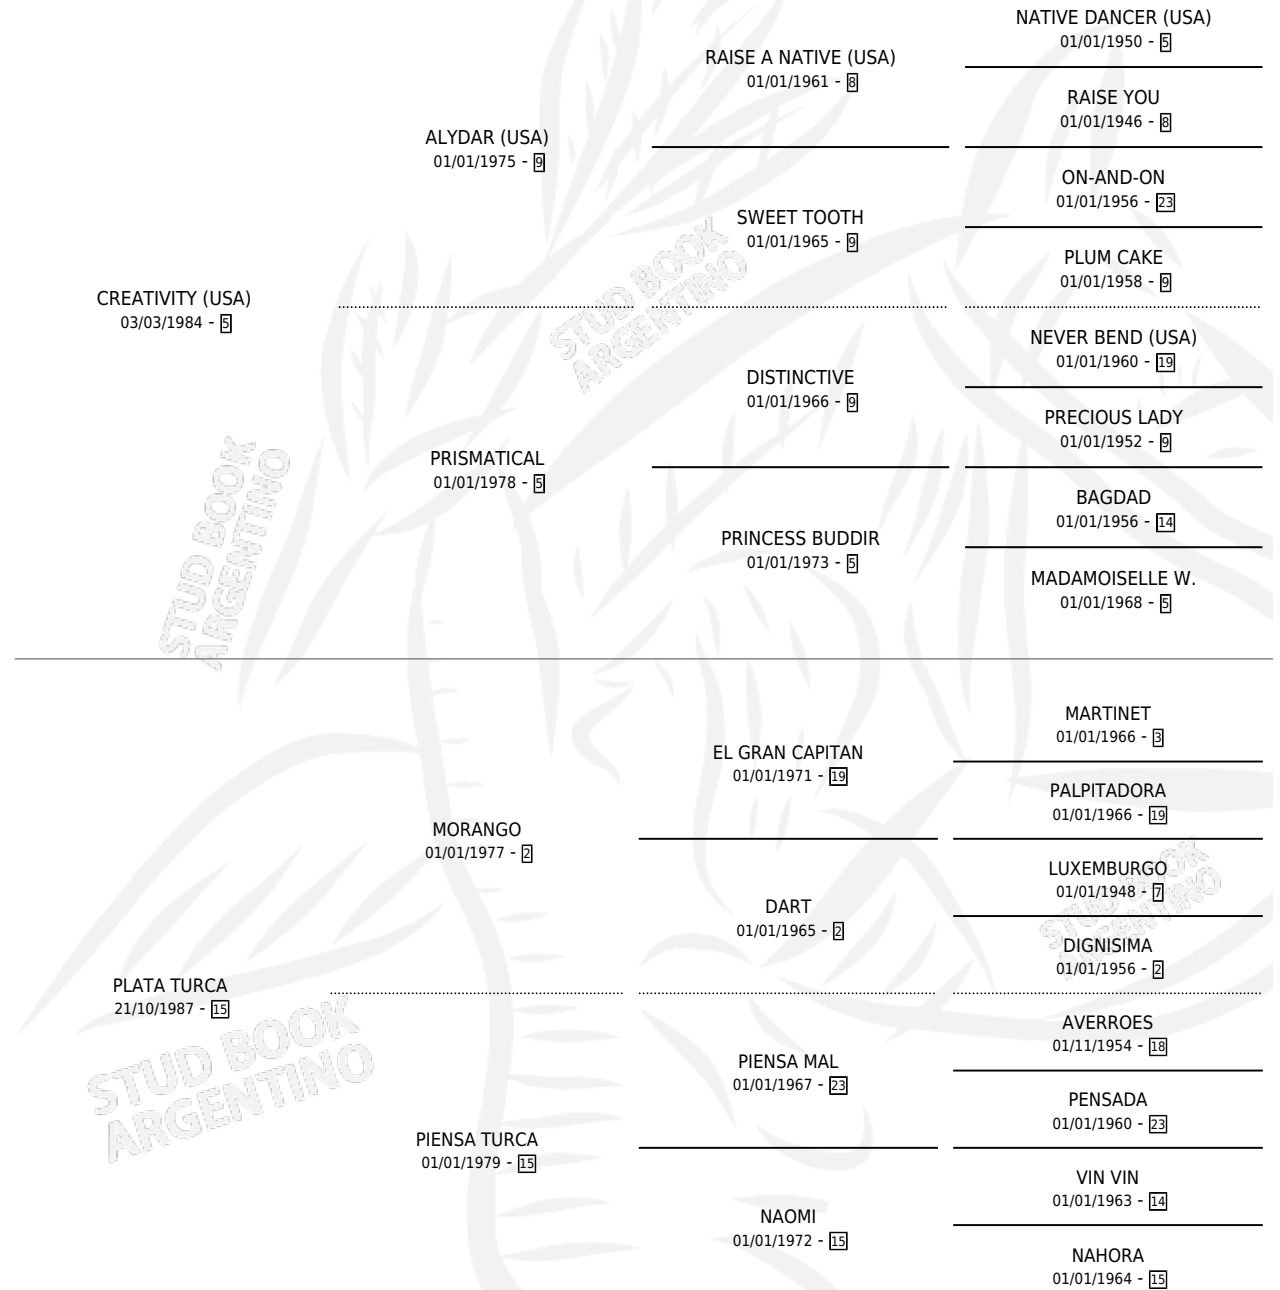 NATIVE DANCER (USA)
01/01/1950 - 5
RAISE A NATIVE (USA)
01/01/1961 - 8
RAISE YOU
01/01/1946 - 8
ALYDAR (USA)
01/01/1975 - 9
ON-AND-ON
01/01/1956 - 23
SWEET TOOTH
01/01/1965 - 9
PLUM CAKE
01/01/1958 - 9
CREATIVITY (USA)
03/03/1984 - 5
NEVER BEND (USA)
01/01/1960 - 19
DISTINCTIVE
01/01/1966 - 9
PRECIOUS LADY
01/01/1952 - 9
PRISMATICAL
01/01/1978 - 5
BAGDAD
01/01/1956 - 14
PRINCESS BUDDIR
01/01/1973 - 5
MADAMOISELLE W.
01/01/1968 - 5
MARTINET
01/01/1966 - 3
EL GRAN CAPITAN
01/01/1971 - 19
PALPITADORA
01/01/1966 - 19
MORANGO
01/01/1977 - 2
LUXEMBURGO
01/01/1948 - 7
DART
01/01/1965 - 2
DIGNISIMA
01/01/1956 - 2
PLATA TURCA
21/10/1987 - 15
AVERROES
01/11/1954 - 18
PIENSA MAL
01/01/1967 - 23
PENSADA
01/01/1960 - 23
PIENSA TURCA
01/01/1979 - 15
VIN VIN
01/01/1963 - 14
NAOMI
01/01/1972 - 15
NAHORA
01/01/1964 - 15
STUD BOOK
ARGENTINO
STUD BOOK
ARGENTINO
STUD BOOK
ARGENTINO
STUD BOOK
ARGENTINO